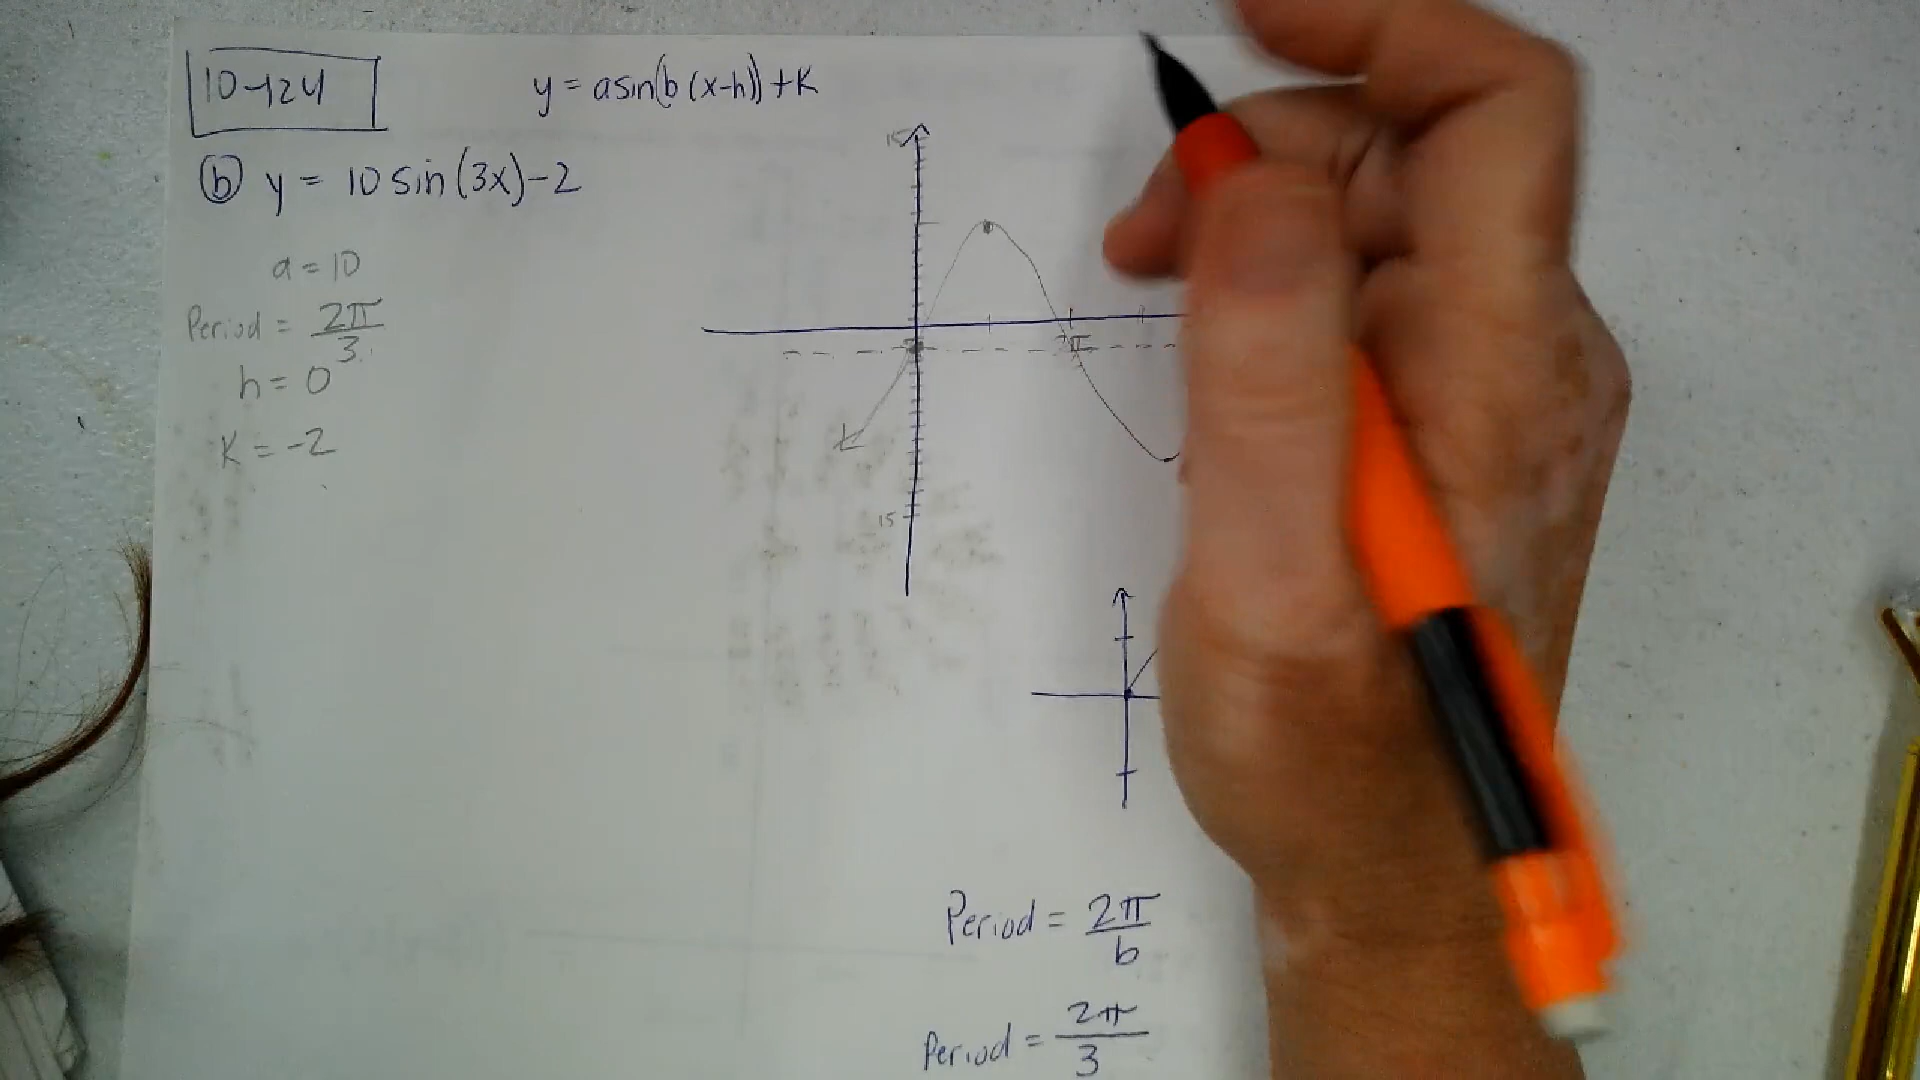 10-124
y = asin(b(x-h))+K
b y = 10 sin(3x)-2
a = 10
Period = 2π/3
h = 0
K = -2
15
π
15
Period = 2π/b
Period = 2π/3